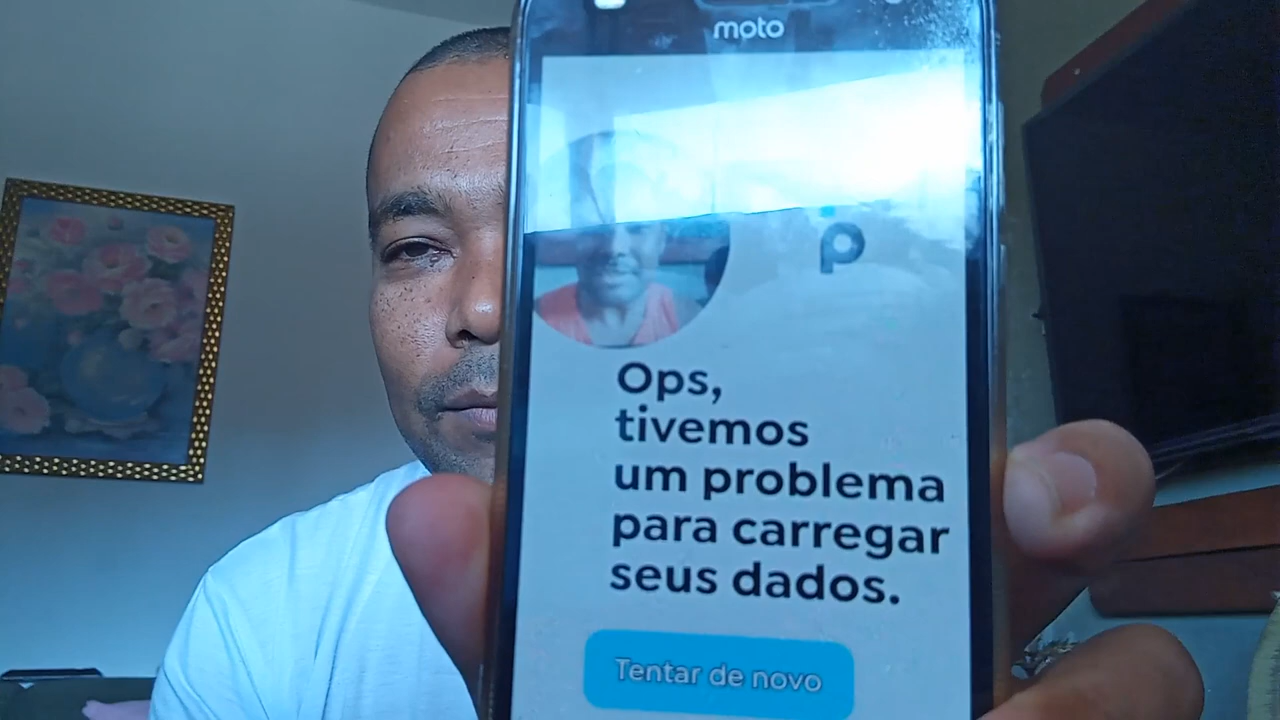 moto
p
Ops,
tivemos
um problema
para carregar
seus dados.
Tentar de novo